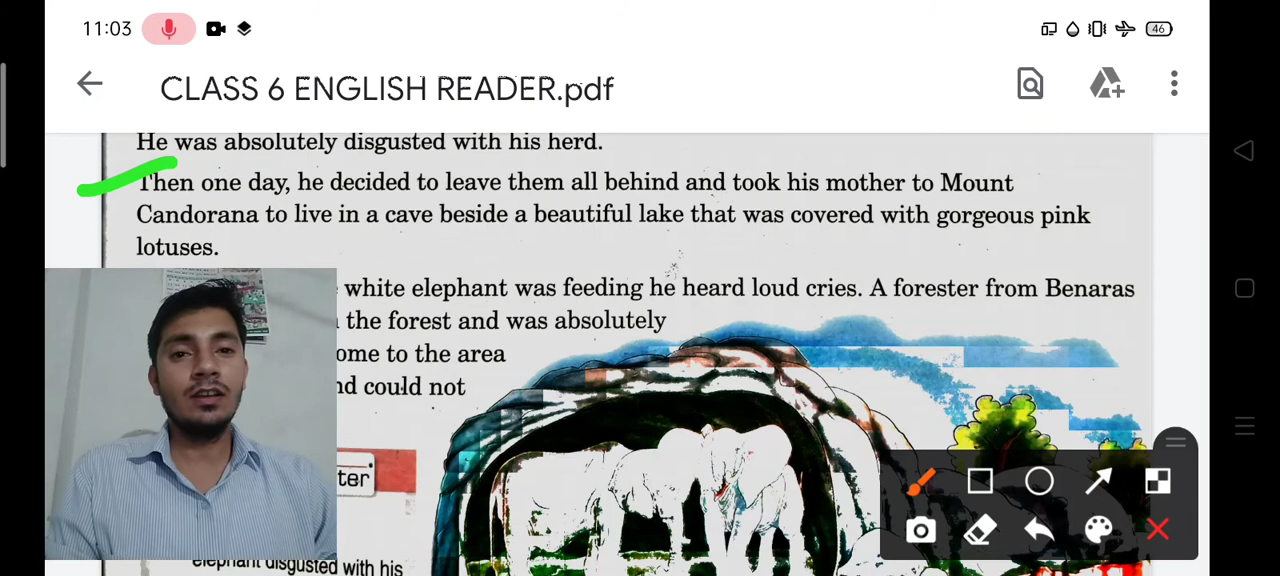 11:03
46
CLASS 6 ENGLISH READER.pdf
He was absolutely disgusted with his herd.
Then one day, he decided to leave them all behind and took his mother to Mount
Candorana to live in a cave beside a beautiful lake that was covered with gorgeous pink
lotuses.
white elephant was feeding he heard loud cries. A forester from Benaras
the forest and was absolutely
ome to the area
nd could not
ter
elephant disgusted with his